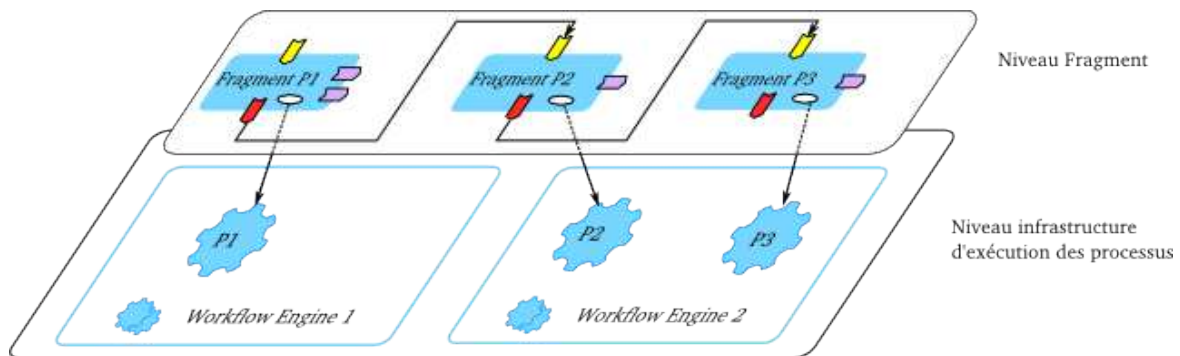 Niveau Fragment
Fragment P1
Fragment P2
Fragment P3
Niveau infrastructure
d'exécution des processus
P1
P2
P3
Workflow Engine 1
Workflow Engine 2